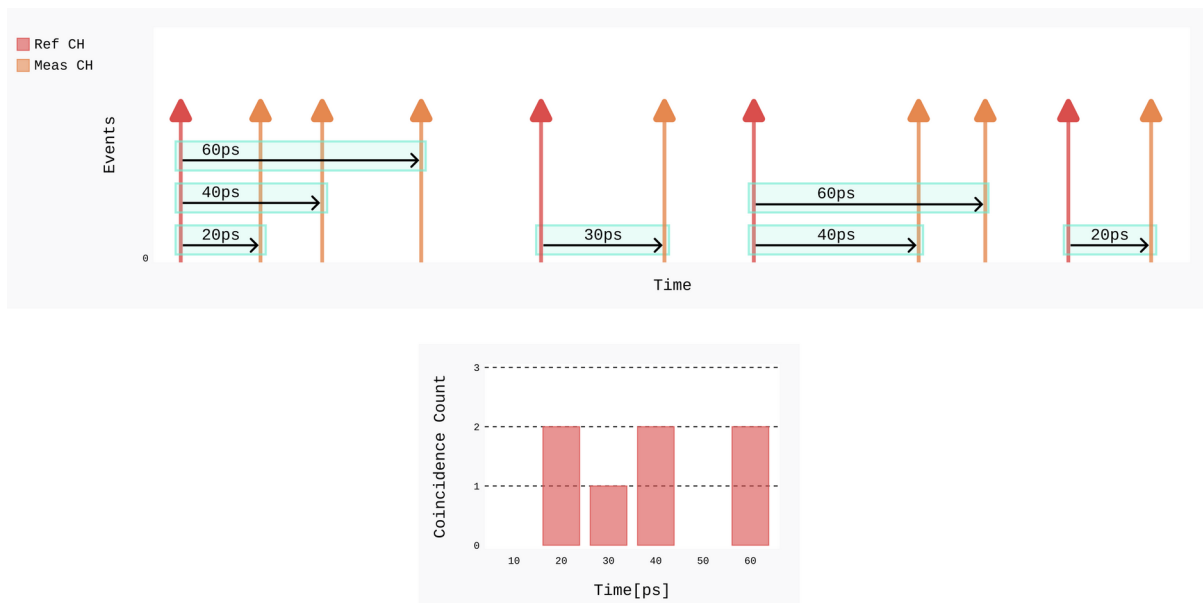 Ref CH
Meas CH
Events
60ps
40ps
20ps
30ps
60ps
40ps
20ps
0
Time
Coincidence Count
3
2
1
0
10 20 30 40 50 60
Time[ps]